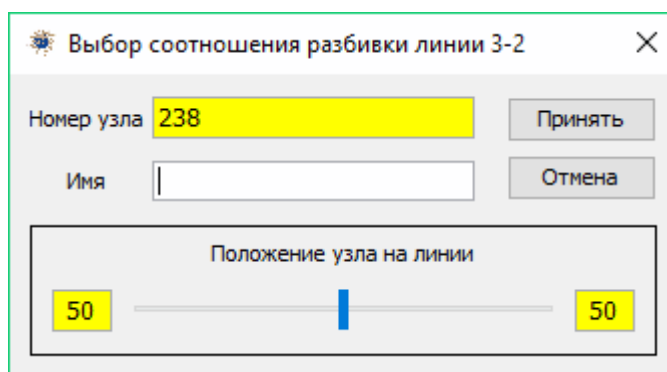 Выбор соотношения разбивки линии 3-2
Номер узла 238 Принять
Имя Отмена
Положение узла на линии
50 50